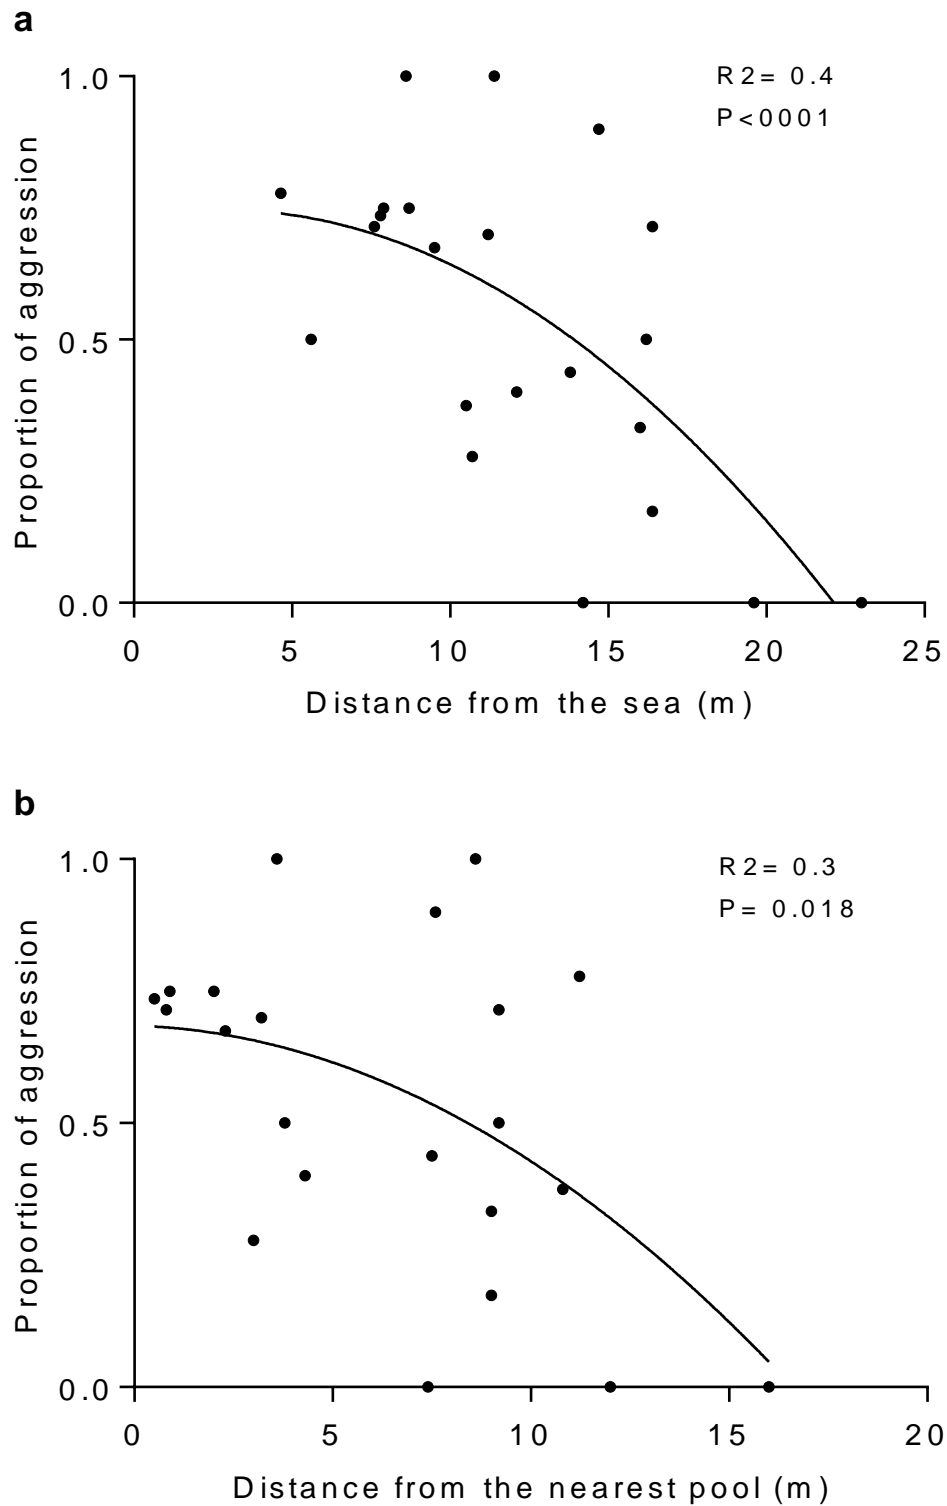 a
R2= 0.4
P<0001
Proportion of aggression
1.0
0.5
0.0
0 5 10 15 20 25
Distance from the sea (m)
b
R2= 0.3
P= 0.018
Proportion of aggression
1.0
0.5
0.0
0 5 10 15 20
Distance from the nearest pool (m)